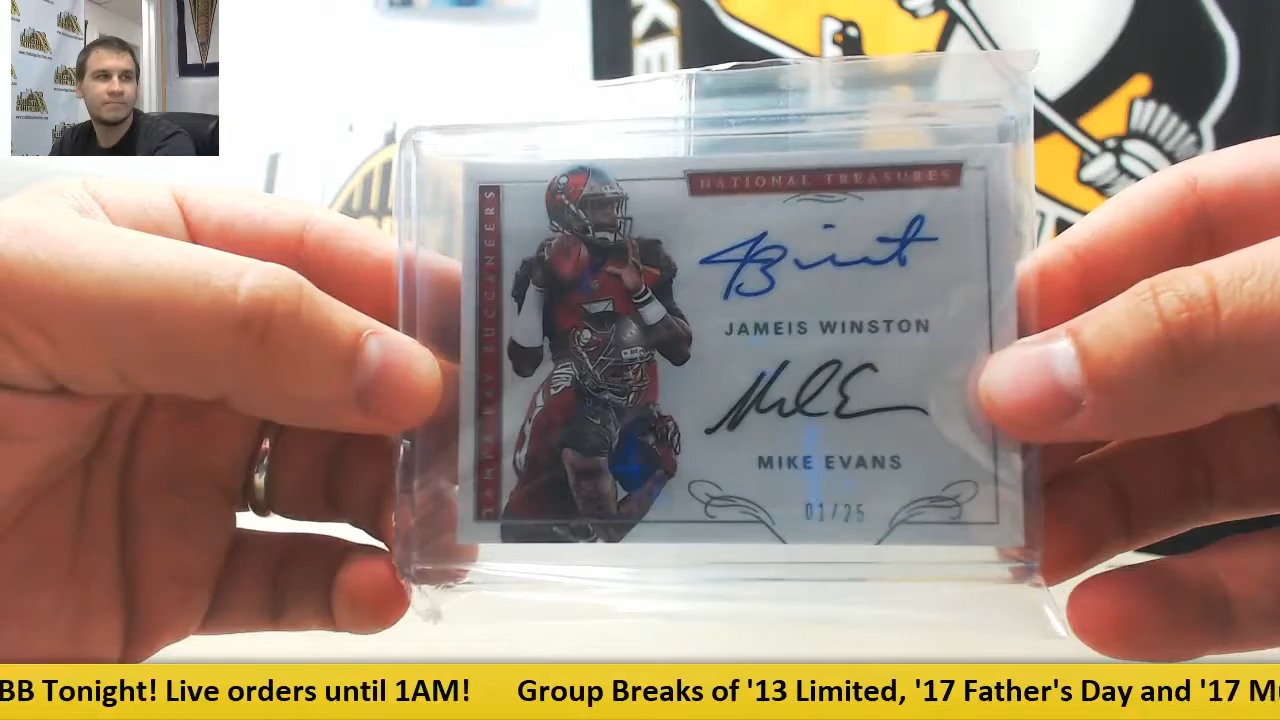 NATIONAL TREASURES
TAMPA BAY BUCCANEERS
JAMEIS WINSTON
MIKE EVANS
01/25
BB Tonight! Live orders until 1AM! Group Breaks of '13 Limited, '17 Father's Day and '17 M